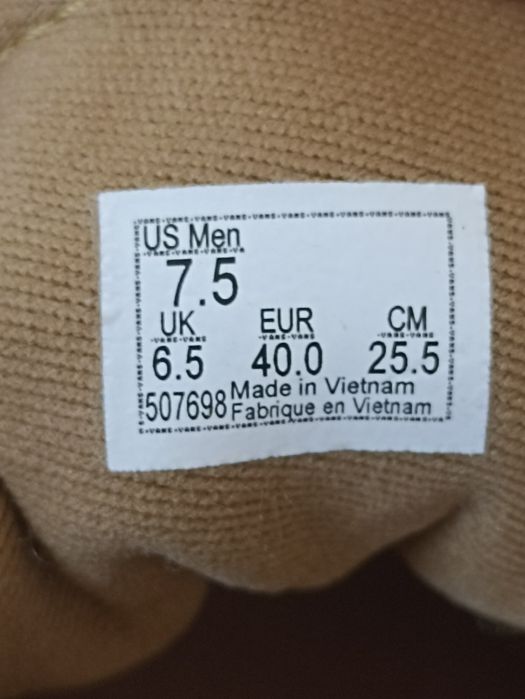 US Men
7.5
UK EUR CM
6.5 40.0 25.5
507698 Made in Vietnam
Fabrique en Vietnam